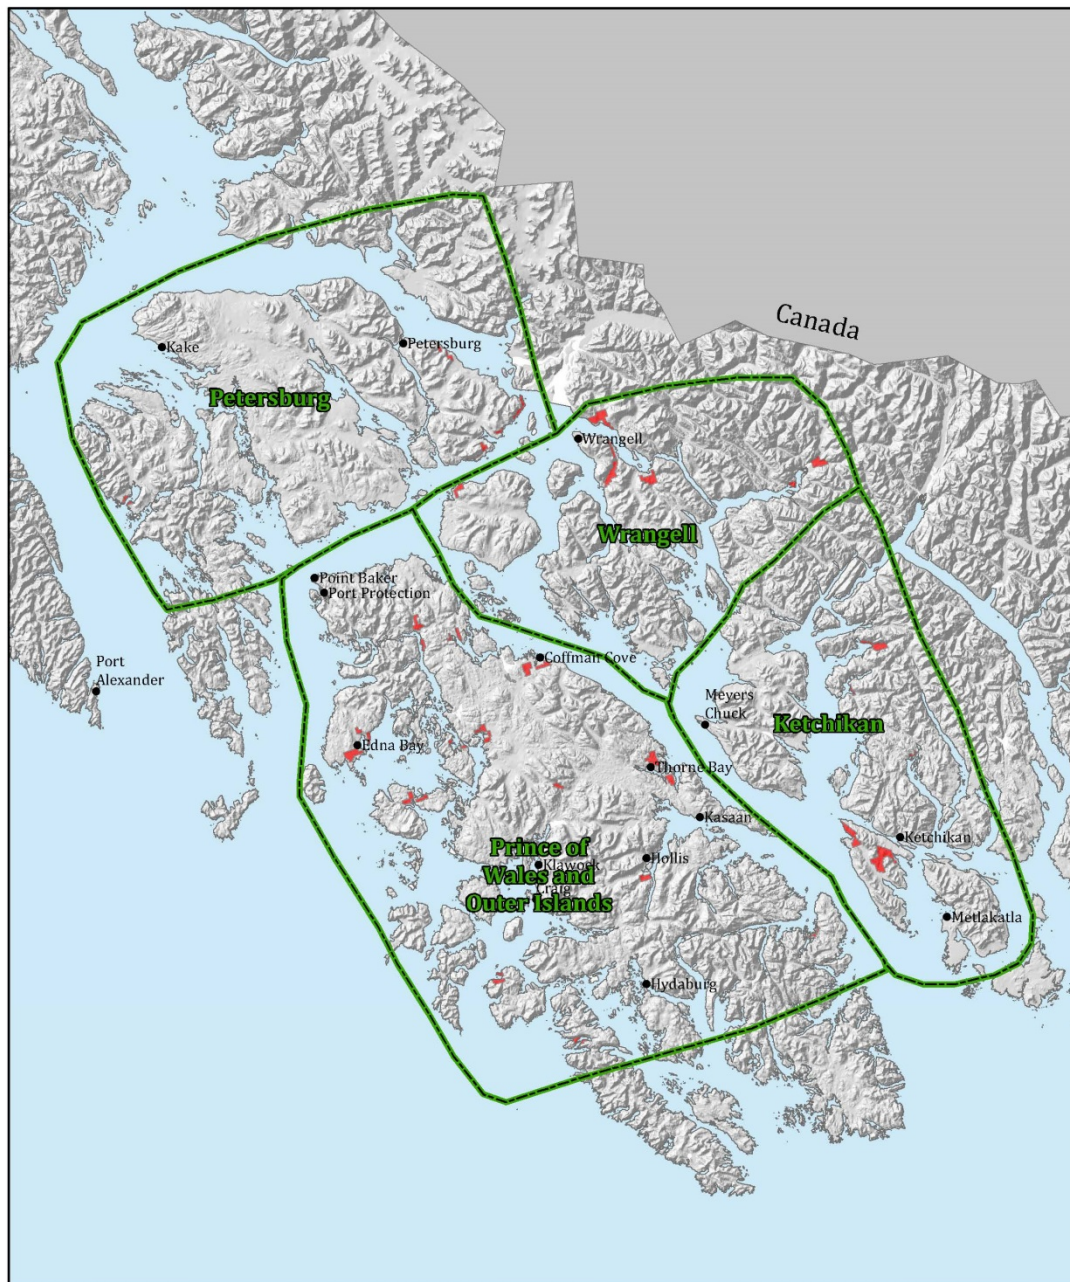 Canada
Kake
Petersburg
Petersburg
Wrangell
Wrangell
Point Baker
Port Protection
Port
Alexander
Coffman Cove
Meyers
Chuck
Ketchikan
Edna Bay
Thorne Bay
Kasaan
Ketchikan
Prince of
Wales and
Outer Islands
Klawock
Craig
Hollis
Metlakatla
Hydaburg